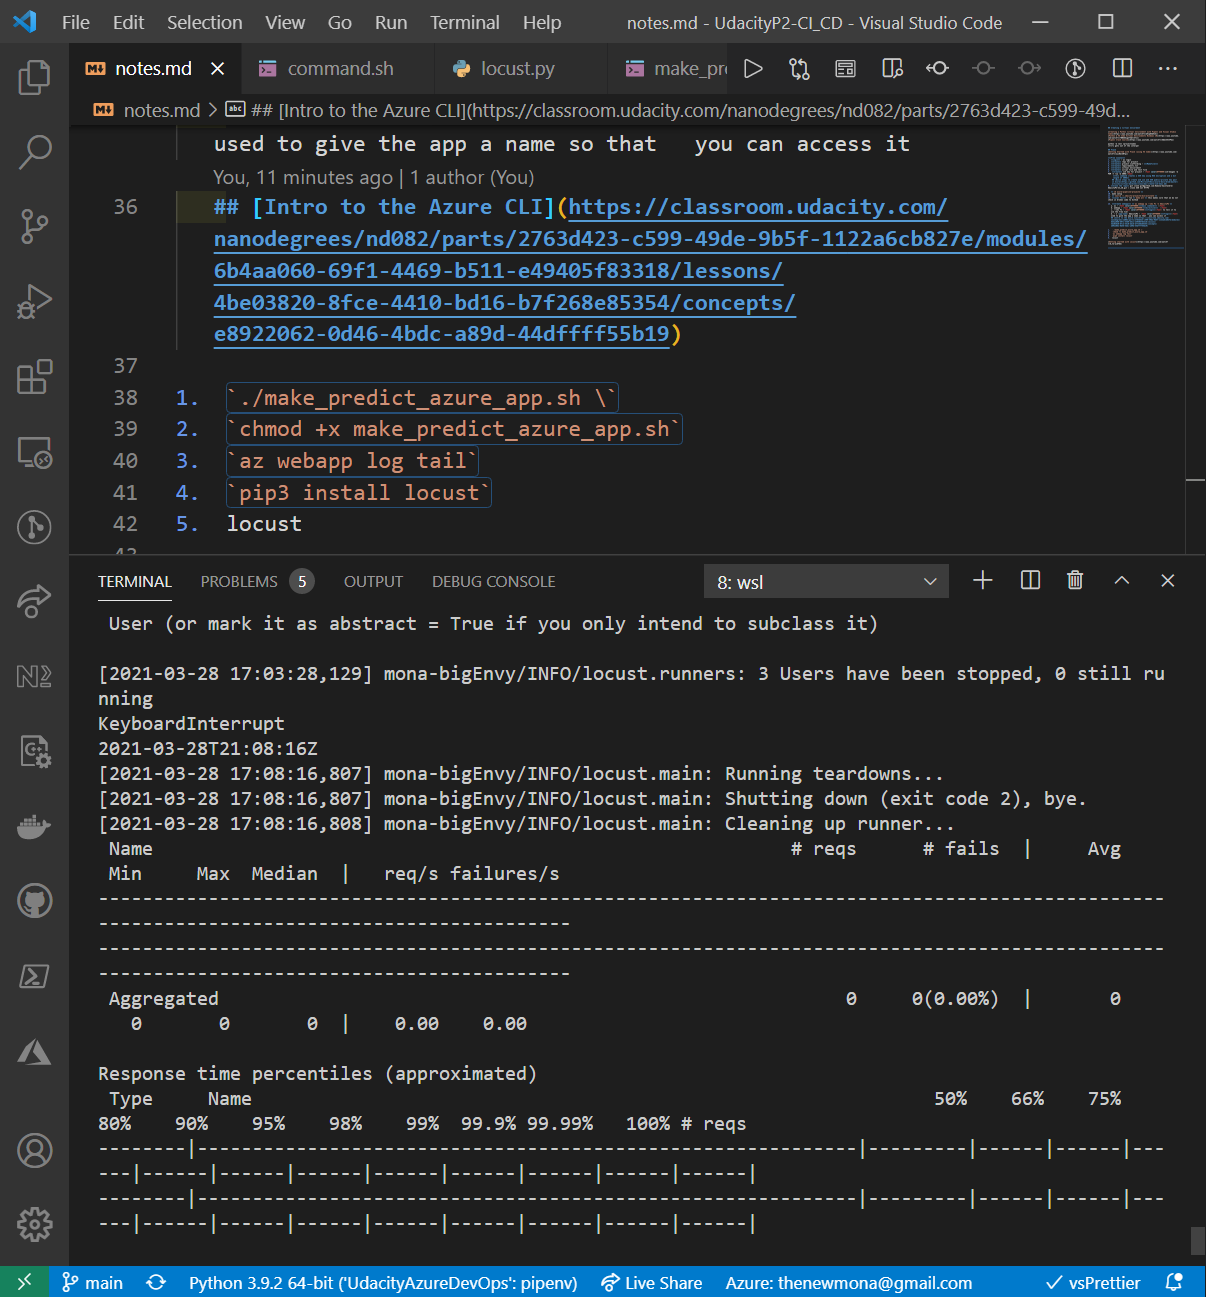 File Edit Selection View Go Run Terminal Help notes.md - UdacityP2-CI_CD - Visual Studio Code
notes.md command.sh locust.py make_pre
notes.md > ## [Intro to the Azure CLI](https://classroom.udacity.com/nanodegrees/nd082/parts/2763d423-c599-49d...
used to give the app a name so that   you can access it
You, 11 minutes ago | 1 author (You)
36 ## [Intro to the Azure CLI](https://classroom.udacity.com/
nanodegrees/nd082/parts/2763d423-c599-49de-9b5f-1122a6cb827e/modules/
6b4aa060-69f1-4469-b511-e49405f83318/lessons/
4be03820-8fce-4410-bd16-b7f268e85354/concepts/
e8922062-0d46-4bdc-a89d-44dffff55b19)
37
38 1. `./make_predict_azure_app.sh \`
39 2. `chmod +x make_predict_azure_app.sh`
40 3. `az webapp log tail`
41 4. `pip3 install locust`
42 5. locust
43
TERMINAL PROBLEMS 5 OUTPUT DEBUG CONSOLE 8: wsl
User (or mark it as abstract = True if you only intend to subclass it)
[2021-03-28 17:03:28,129] mona-bigEnvy/INFO/locust.runners: 3 Users have been stopped, 0 still ru
nning
KeyboardInterrupt
2021-03-28T21:08:16Z
[2021-03-28 17:08:16,807] mona-bigEnvy/INFO/locust.main: Running teardowns...
[2021-03-28 17:08:16,807] mona-bigEnvy/INFO/locust.main: Shutting down (exit code 2), bye.
[2021-03-28 17:08:16,808] mona-bigEnvy/INFO/locust.main: Cleaning up runner...
Name # reqs # fails | Avg
Min Max Median | req/s failures/s
-------------------------------------------------------------------------------------------------
-------------------------------------------
-------------------------------------------------------------------------------------------------
-------------------------------------------
Aggregated 0 0(0.00%) | 0
0 0 0 | 0.00 0.00
Response time percentiles (approximated)
Type Name 50% 66% 75%
80% 90% 95% 98% 99% 99.9% 99.99% 100% # reqs
--------|------------------------------------------------------------|---------|------|------|---
---|------|------|------|------|------|------|------|
--------|------------------------------------------------------------|---------|------|------|---
---|------|------|------|------|------|------|------|
main Python 3.9.2 64-bit ('UdacityAzureDevOps': pipenv) Live Share Azure: thenewmona@gmail.com vsPrettier